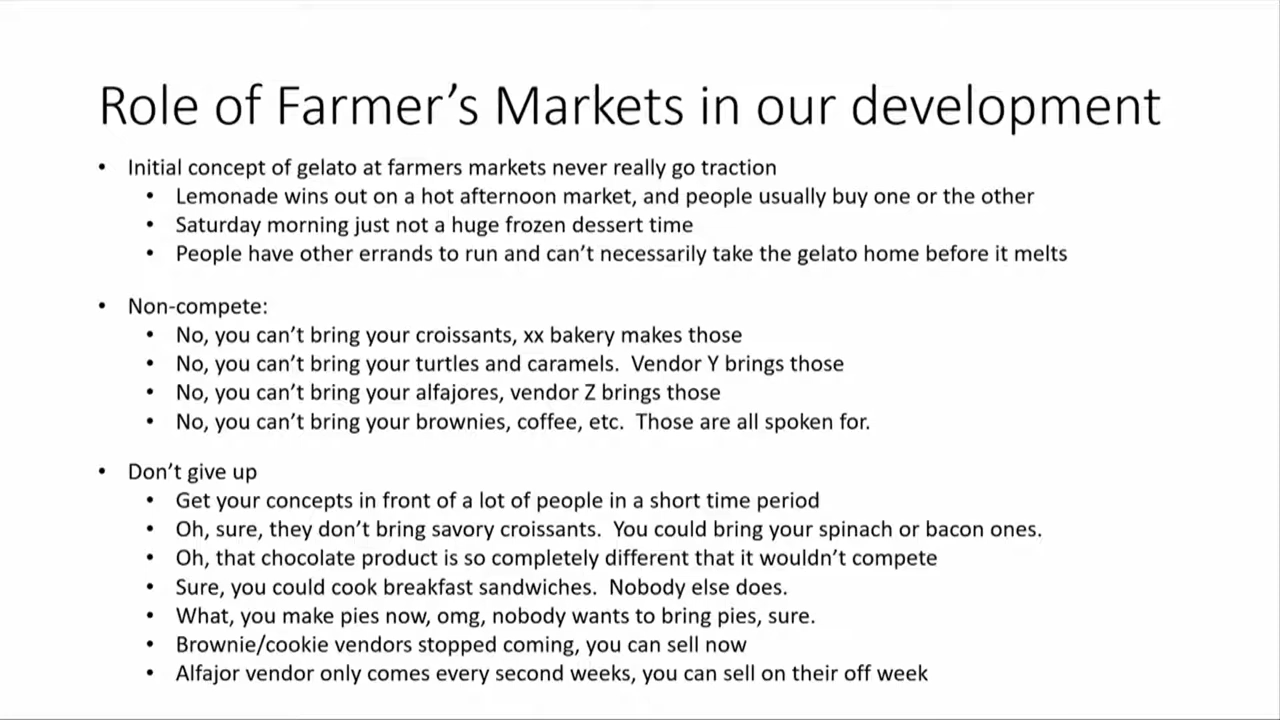 Role of Farmer's Markets in our development
• Initial concept of gelato at farmers markets never really go traction
• Lemonade wins out on a hot afternoon market, and people usually buy one or the other
• Saturday morning just not a huge frozen dessert time
• People have other errands to run and can't necessarily take the gelato home before it melts
• Non-compete:
• No, you can't bring your croissants, xx bakery makes those
• No, you can't bring your turtles and caramels.  Vendor Y brings those
• No, you can't bring your alfajores, vendor Z brings those
• No, you can't bring your brownies, coffee, etc.  Those are all spoken for.
• Don't give up
• Get your concepts in front of a lot of people in a short time period
• Oh, sure, they don't bring savory croissants.  You could bring your spinach or bacon ones.
• Oh, that chocolate product is so completely different that it wouldn't compete
• Sure, you could cook breakfast sandwiches.  Nobody else does.
• What, you make pies now, omg, nobody wants to bring pies, sure.
• Brownie/cookie vendors stopped coming, you can sell now
• Alfajor vendor only comes every second weeks, you can sell on their off week